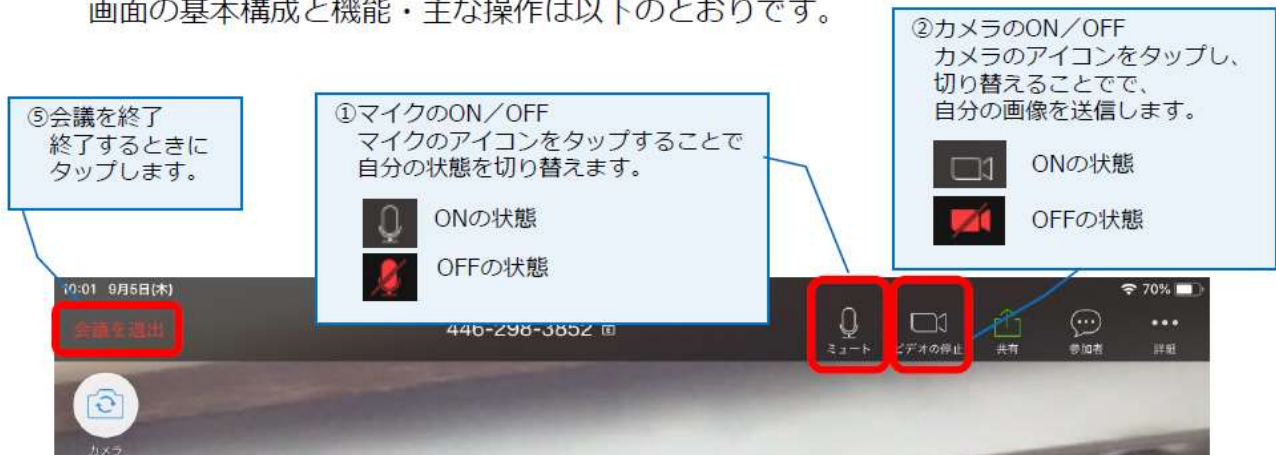 画面の基本構成と機能・主な操作は以下のとおりです。
②カメラのON／OFF
カメラのアイコンをタップし、
切り替えることでで、
自分の画像を送信します。
ONの状態
OFFの状態
⑤会議を終了
終了するときに
タップします。
①マイクのON／OFF
マイクのアイコンをタップすることで
自分の状態を切り替えます。
ONの状態
OFFの状態
10:01 9月5日(木)
70%
会議を退出
446-298-3852
ミュート
ビデオの停止
共有
参加者
詳細
カメラ